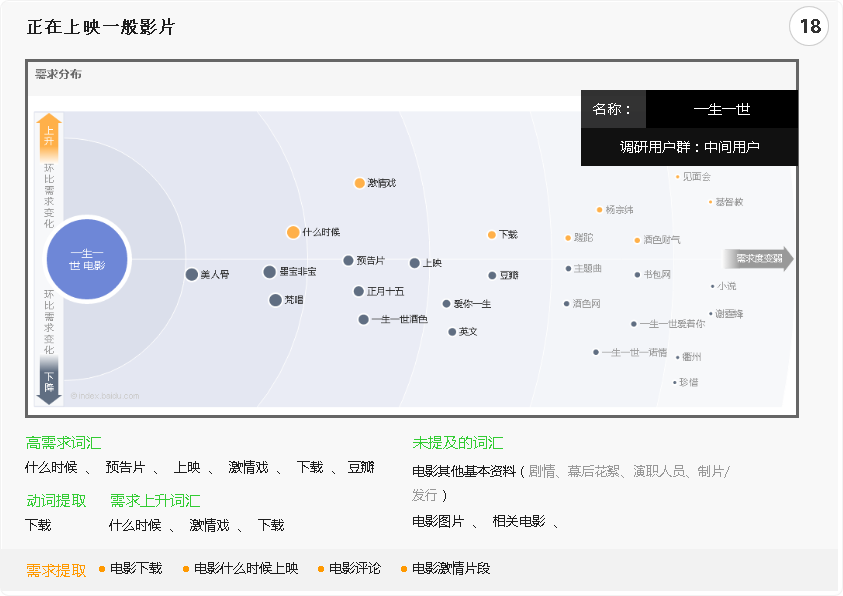 正在上映一般影片
18
需求分布
名称：
一生一世
调研用户群：中间用户
上升
环比需求变化
一生一
世 电影
环比需求变化
下降
激情戏
什么时候
预告片
上映
美人骨
墨宝非宝
梵唱
正月十五
一生一世酒色
下载
豆瓣
爱你一生
英文
见面会
基督教
杨宗纬
蹉跎
酒色财气
主题曲
书包网
小说
酒色网
谢霆锋
一生一世爱着你
一生一世一诺情
衢州
珍惜
需求度变弱
© index.baidu.com
高需求词汇
什么时候 、 预告片 、 上映 、 激情戏 、 下载 、 豆瓣
动词提取
下载
需求上升词汇
什么时候 、 激情戏 、 下载
未提及的词汇
电影其他基本资料（剧情、幕后花絮、演职人员、制片/
发行）
电影图片 、 相关电影 、
需求提取
电影下载
电影什么时候上映
电影评论
电影激情片段